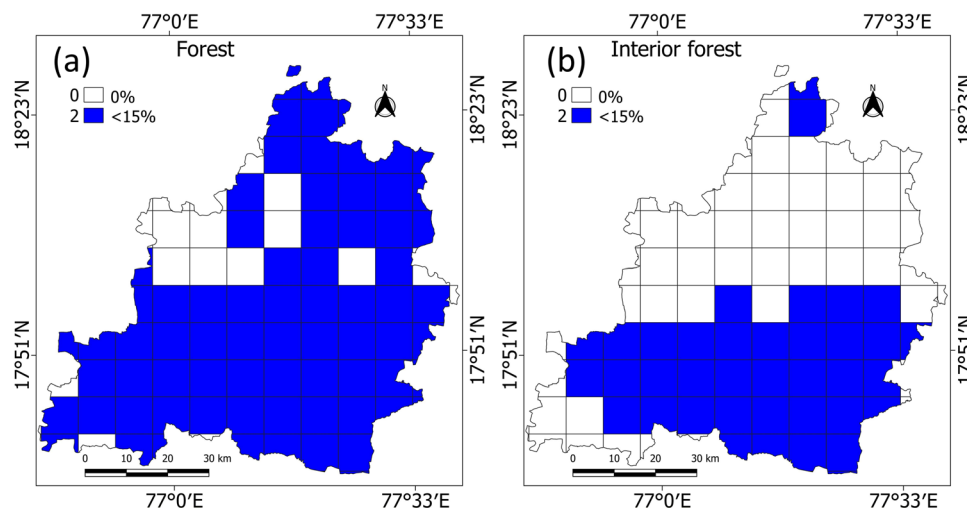 77°0′E 77°33′E 77°0′E 77°33′E
(a) Forest (b) Interior forest
N N
0 0% 0 0%
2 <15% 2 <15%
18°23′N 18°23′N 18°23′N
17°51′N 17°51′N 17°51′N
0 10 20 30 km 0 10 20 30 km
77°0′E 77°33′E 77°0′E 77°33′E